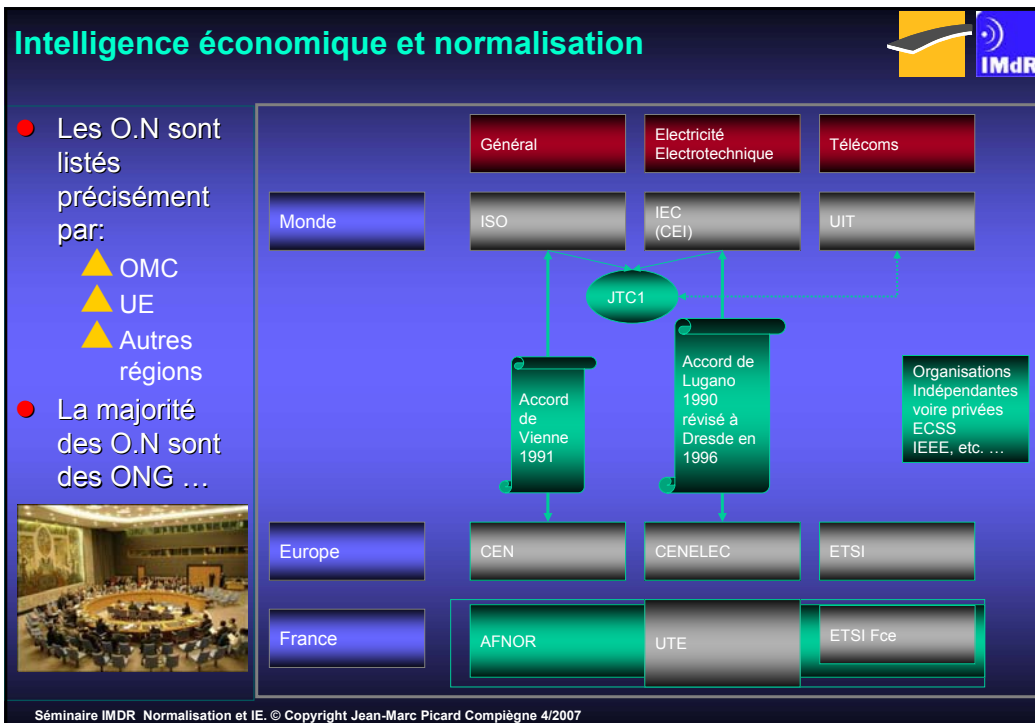 Intelligence économique et normalisation
IMdR
Les O.N sont
listés
précisément
par:
OMC
UE
Autres
régions
La majorité
des O.N sont
des ONG …
Général
Electricité
Electrotechnique
Télécoms
Monde
ISO
IEC
(CEI)
UIT
JTC1
Accord
de
Vienne
1991
Accord de
Lugano
1990
révisé à
Dresde en
1996
Organisations
Indépendantes
voire privées
ECSS
IEEE, etc. …
Europe
CEN
CENELEC
ETSI
France
AFNOR
UTE
ETSI Fce
Séminaire IMDR Normalisation et IE. © Copyright Jean-Marc Picard Compiègne 4/2007